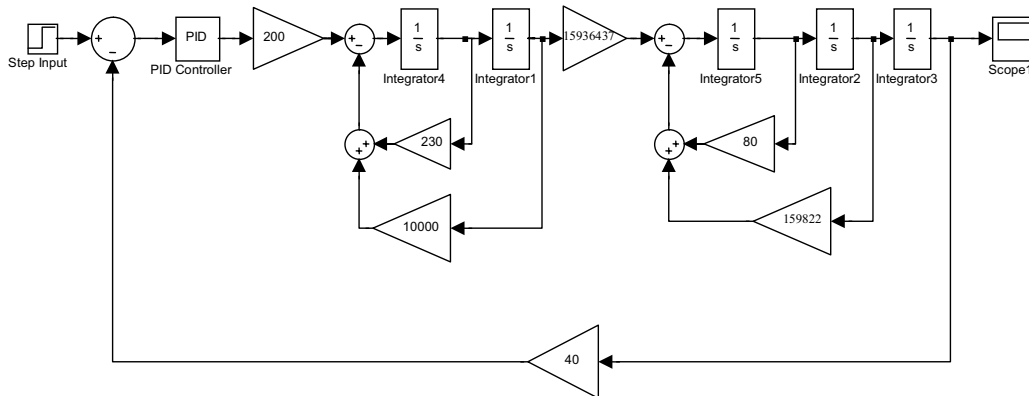 Step Input
PID
PID Controller
200
1
s
Integrator4
1
s
Integrator1
15936437
1
s
Integrator5
1
s
Integrator2
1
s
Integrator3
Scope1
230
10000
80
159822
40